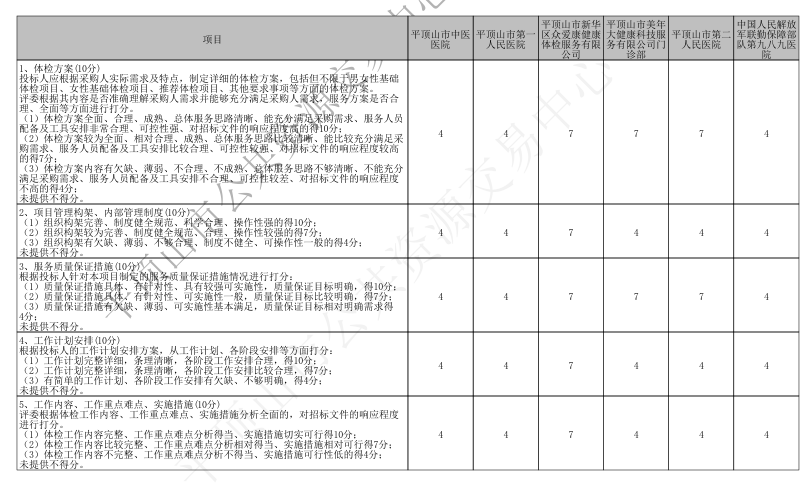 项目
平顶山市中医
医院
平顶山市第一
人民医院
平顶山市新华
区众爱康健康
体检服务有限
公司
平顶山市美年
大健康科技服
务有限公司门
诊部
平顶山市第二
人民医院
中国人民解放
军联勤保障部
队第九八九医
院
1、体检方案(10分)
投标人应根据采购人实际需求及特点，制定详细的体检方案，包括但不限于男女性基础
体检项目、女性基础体检项目、推荐体检项目、其他要求事项等方面的体检方案。
评委根据其内容是否准确理解采购人需求并能够充分满足采购人需求，服务方案是否合
理、全面等方面进行打分。
（1）体检方案全面、合理、成熟、总体服务思路清晰、能充分满足采购需求、服务人员
配备及工具安排非常合理、可控性强、对招标文件的响应程度高的得10分；
（2）体检方案较为全面、相对合理、成熟、总体服务思路比较清晰、能比较充分满足采
购需求、服务人员配备及工具安排比较合理、可控性较强、对招标文件的响应程度较高
的得7分；
（3）体检方案内容有欠缺、薄弱、不合理、不成熟、总体服务思路不够清晰、不能充分
满足采购需求、服务人员配备及工具安排不合理、可控性较差、对招标文件的响应程度
不高的得4分；
未提供不得分。
4 4 7 7 7 4
2、项目管理构架、内部管理制度(10分)
（1）组织构架完善、制度健全规范、科学合理、操作性强的得10分；
（2）组织构架较为完善、制度健全规范、合理、操作性较强的得7分；
（3）组织构架有欠缺、薄弱、不够合理、制度不健全、可操作性一般的得4分；
未提供不得分。
4 4 7 4 4 4
3、服务质量保证措施(10分)
根据投标人针对本项目制定的服务质量保证措施情况进行打分：
（1）质量保证措施具体、有针对性、具有较强可实施性，质量保证目标明确，得10分；
（2）质量保证措施具体、有针对性、可实施性一般，质量保证目标比较明确，得7分；
（3）质量保证措施有欠缺、薄弱、可实施性基本满足，质量保证目标相对明确需求得
4分；
未提供不得分。
4 4 7 7 7 4
4、工作计划安排(10分)
根据投标人的工作计划安排方案，从工作计划、各阶段安排等方面打分：
（1）工作计划完整详细，条理清晰，各阶段工作安排合理，得10分；
（2）工作计划完整详细，条理清晰，各阶段工作安排比较合理，得7分；
（3）有简单的工作计划、各阶段工作安排有欠缺、不够明确，得4分；
未提供不得分。
4 4 7 4 4 4
5、工作内容、工作重点难点、实施措施(10分)
评委根据体检工作内容、工作重点难点、实施措施分析全面的，对招标文件的响应程度
进行打分。
（1）体检工作内容完整、工作重点难点分析得当、实施措施切实可行得10分；
（2）体检工作内容比较完整、工作重点难点分析相对得当、实施措施相对可行得7分；
（3）体检工作内容不完整、工作重点难点分析不得当、实施措施可行性低的得4分；
未提供不得分。
4 4 7 4 4 4
平顶山市公共资源交易中心
平顶山市公共资源交易中心